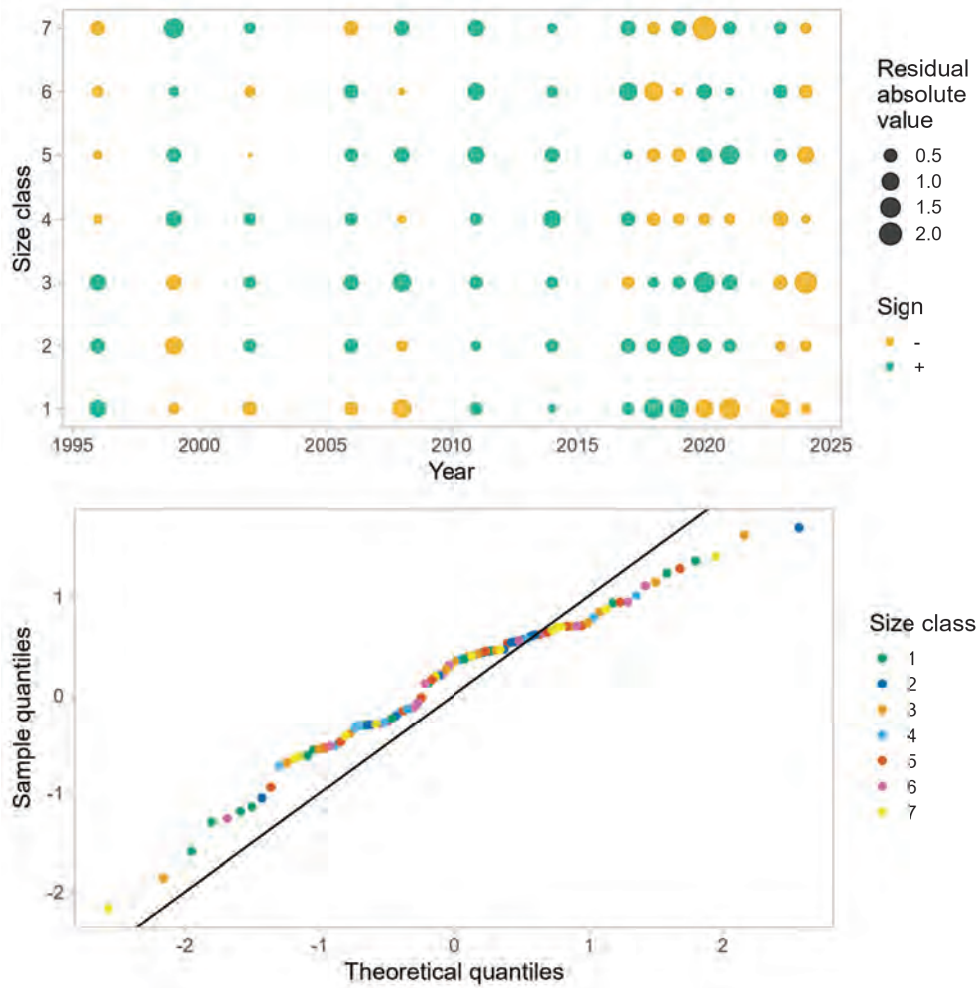 7
6
5
4
3
2
1
Size class
1995 2000 2005 2010 2015 2020 2025
Year
Residual
absolute
value
0.5
1.0
1.5
2.0
Sign
-
+
1
0
-1
-2
Sample quantiles
-2 -1 0 1 2
Theoretical quantiles
Size class
1
2
3
4
5
6
7